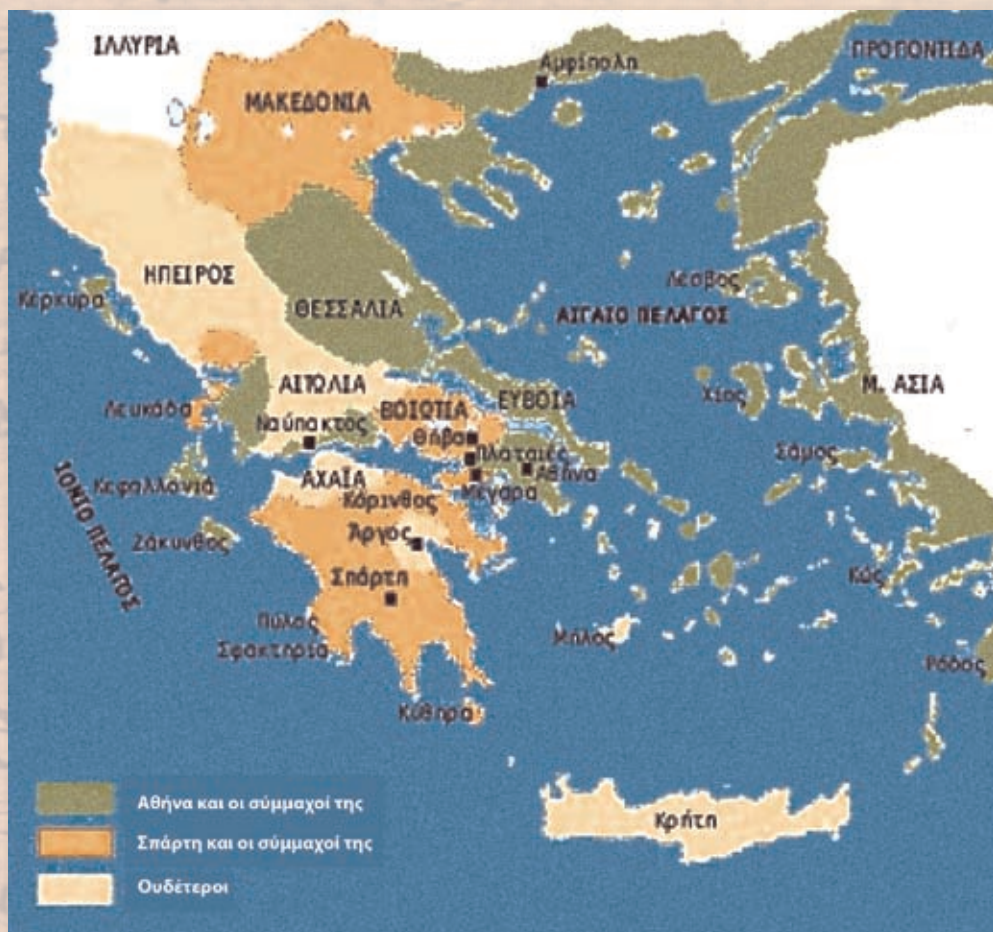 ΙΛΛΥΡΙΑ
ΠΡΟΠΟΝΤΙΔΑ
Αμφίπολη
ΜΑΚΕΔΟΝΙΑ
ΗΠΕΙΡΟΣ
Κέρκυρα
ΘΕΣΣΑΛΙΑ
Λέσβος
ΑΙΓΑΙΟ ΠΕΛΑΓΟΣ
ΑΙΤΩΛΙΑ
ΒΟΙΩΤΙΑ
ΕΥΒΟΙΑ
Χίος
Μ. ΑΣΙΑ
Λευκάδα
Ναύπακτος
Θήβα
Πλαταιές
Αθήνα
Μέγαρα
Σάμος
ΙΟΝΙΟ ΠΕΛΑΓΟΣ
Κεφαλλονιά
ΑΧΑΪΑ
Κόρινθος
Ζάκυνθος
Άργος
Σπάρτη
Κώς
Πύλος
Σφακτηρία
Μήλος
Ρόδος
Κύθηρα
Κρήτη
Αθήνα και οι σύμμαχοί της
Σπάρτη και οι σύμμαχοί της
Ουδέτεροι